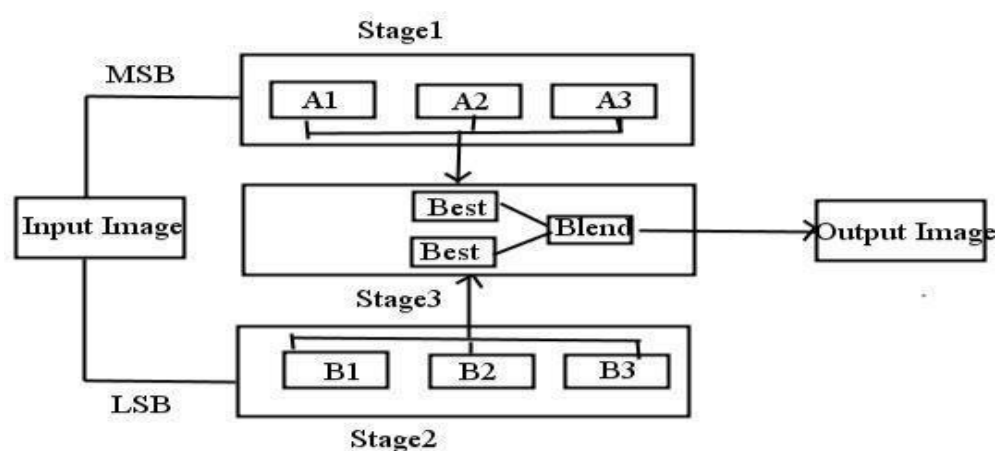 Stage1
MSB
A1 A2 A3
Best
Input Image Blend Output Image
Best
Stage3
B1 B2 B3
LSB
Stage2